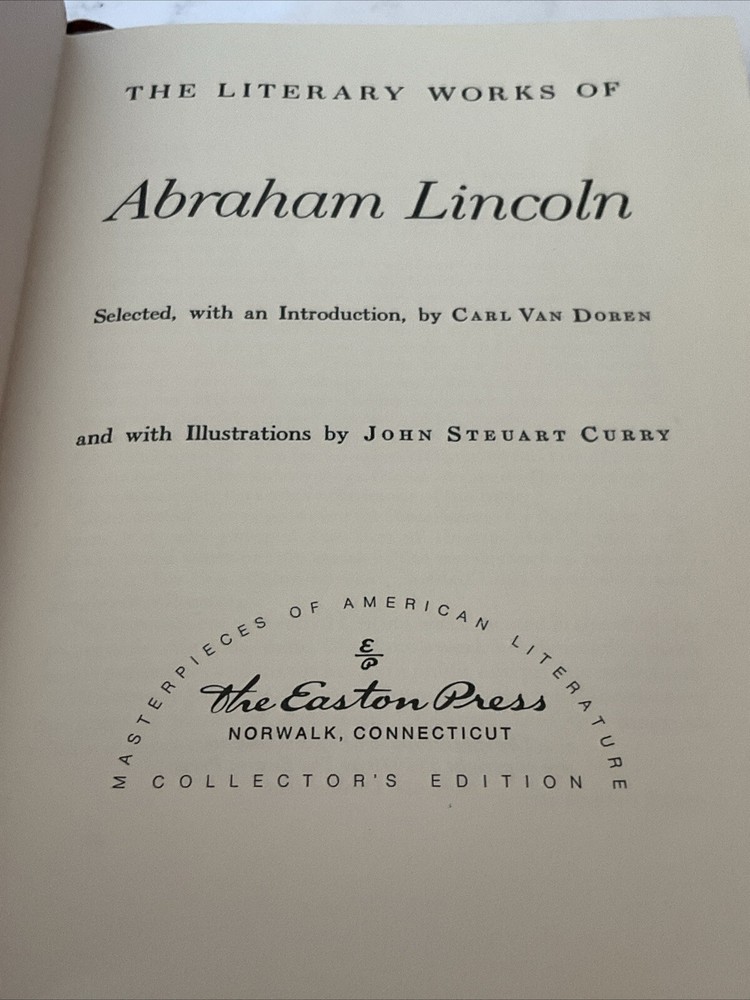 THE LITERARY WORKS OF
Abraham Lincoln
Selected, with an Introduction, by CARL VAN DOREN
and with Illustrations by JOHN STEUART CURRY
MASTERPIECES OF AMERICAN LITERATURE
E
P
The Easton Press
NORWALK, CONNECTICUT
COLLECTOR'S EDITION